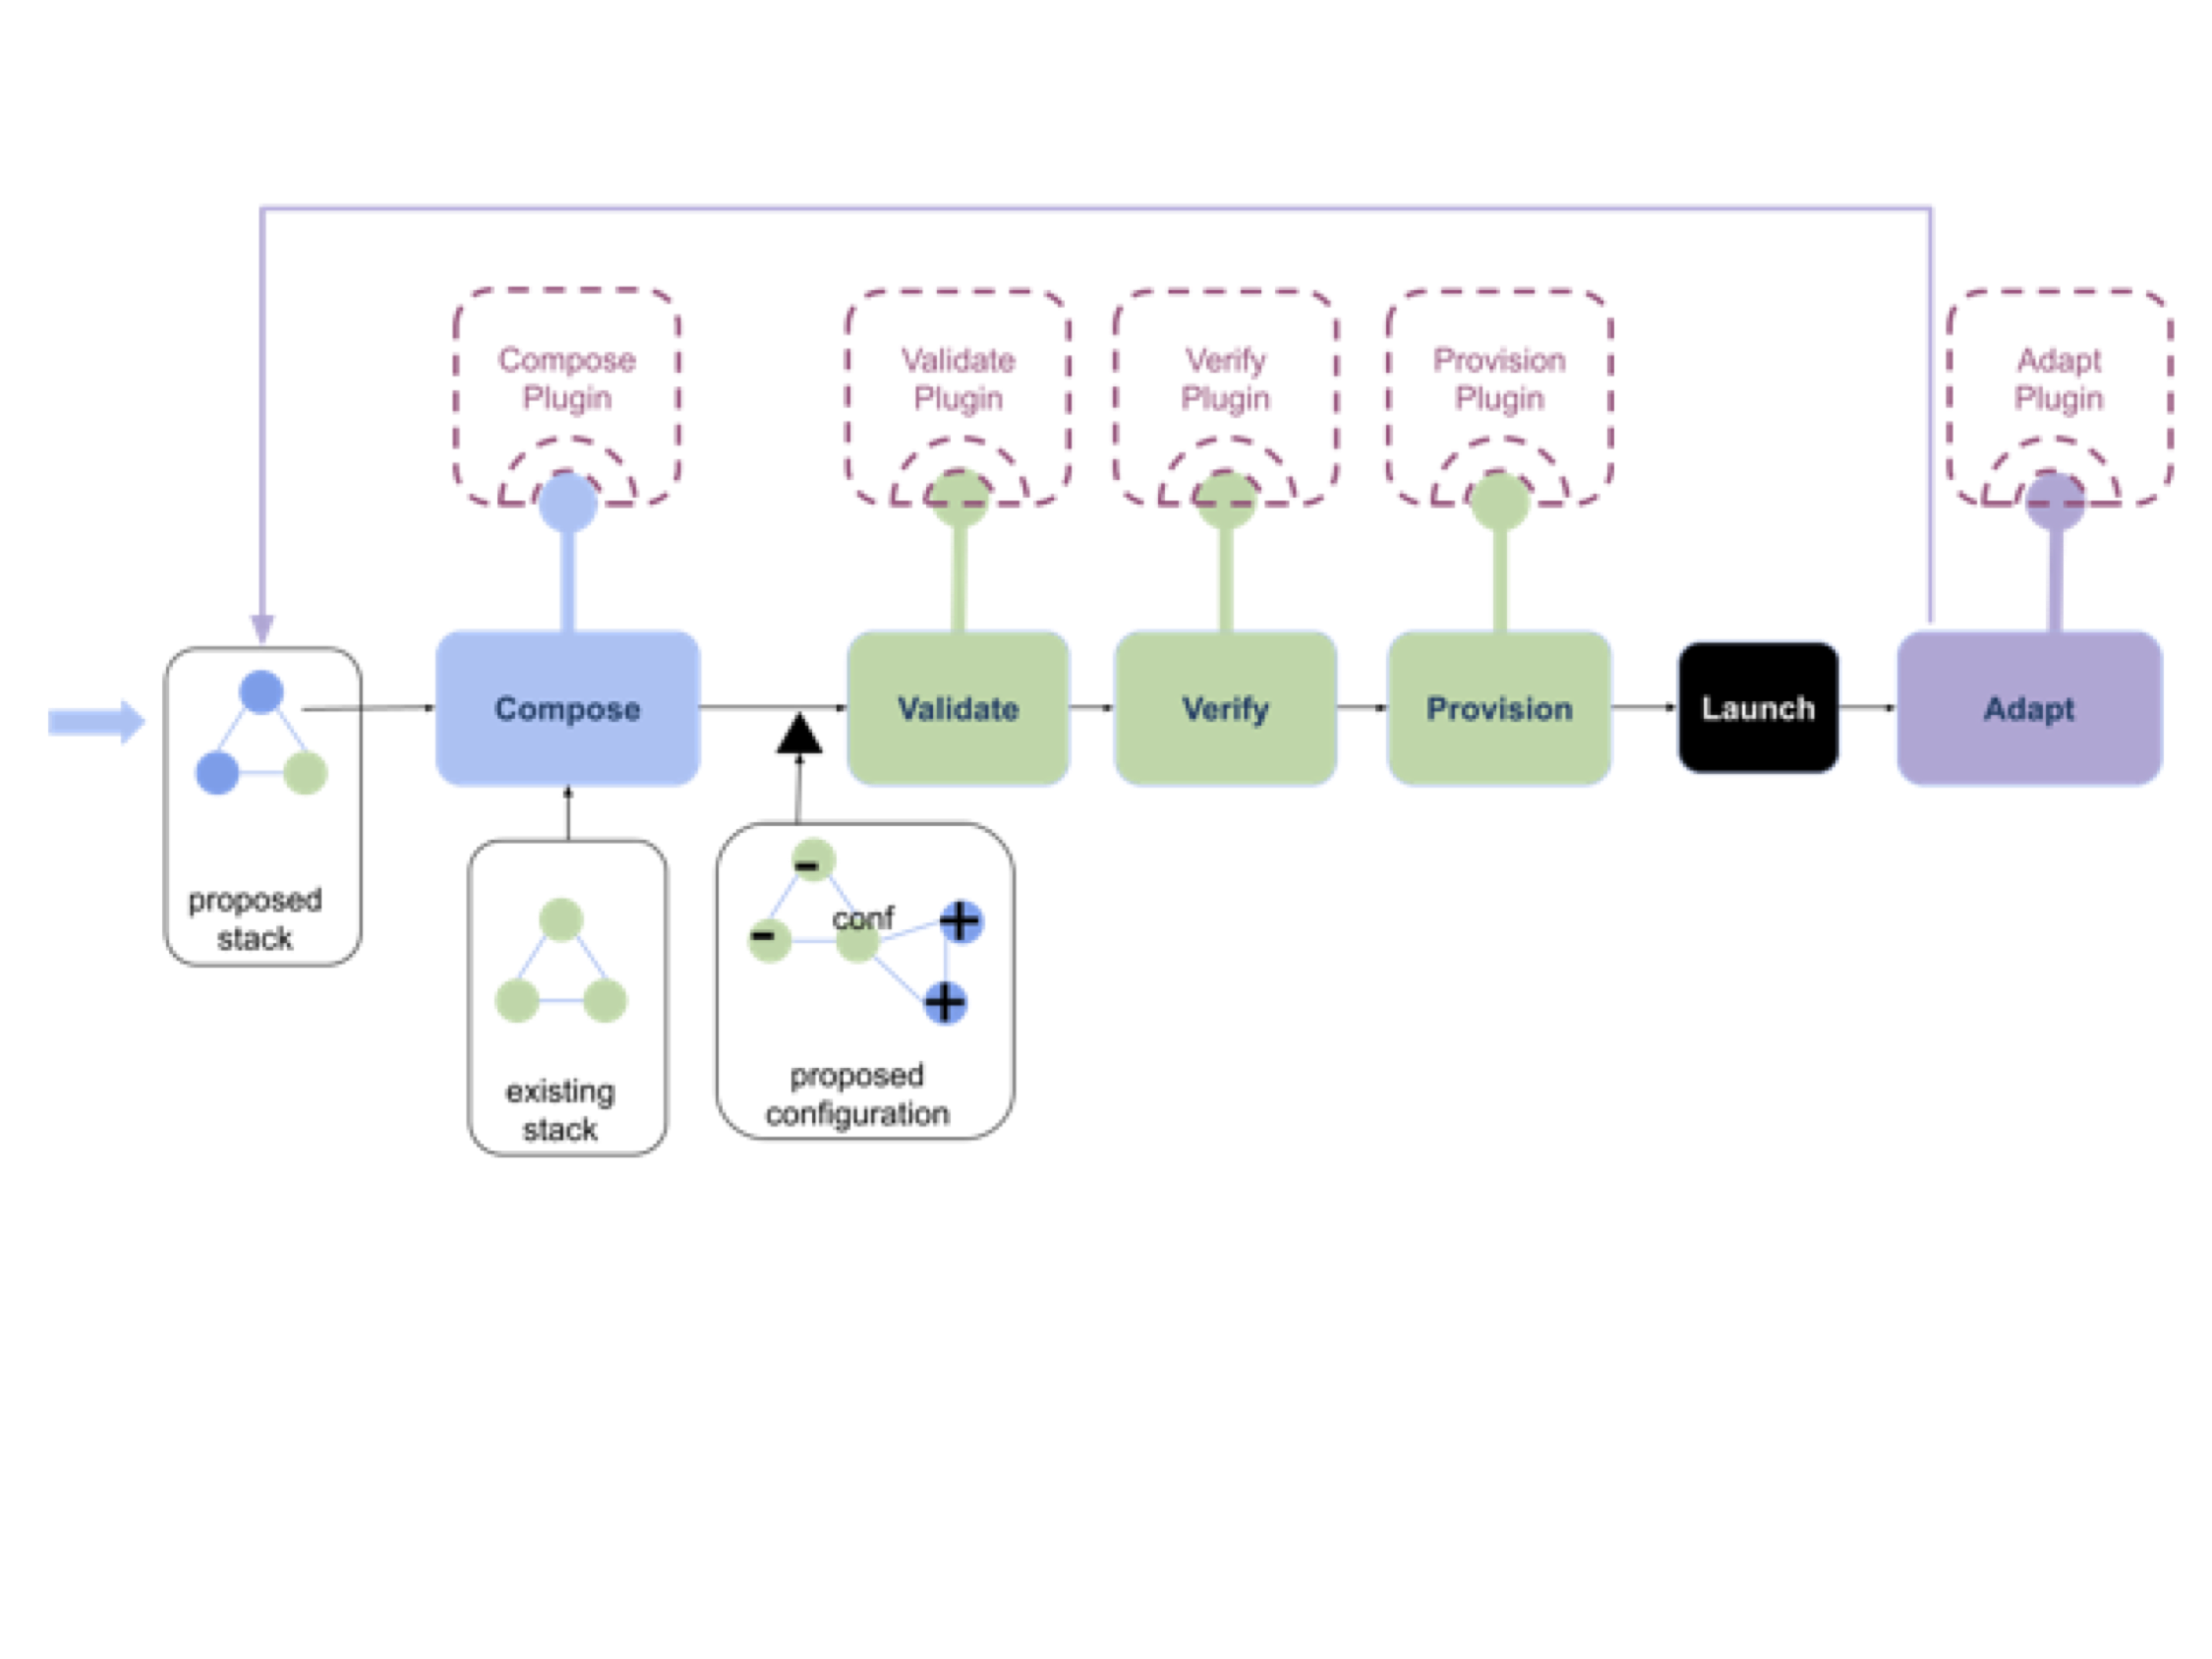 Compose
Plugin
Validate
Plugin
Verify
Plugin
Provision
Plugin
Adapt
Plugin
Compose
Validate
Verify
Provision
Launch
Adapt
proposed
stack
existing
stack
-
-
conf
+
+
proposed
configuration